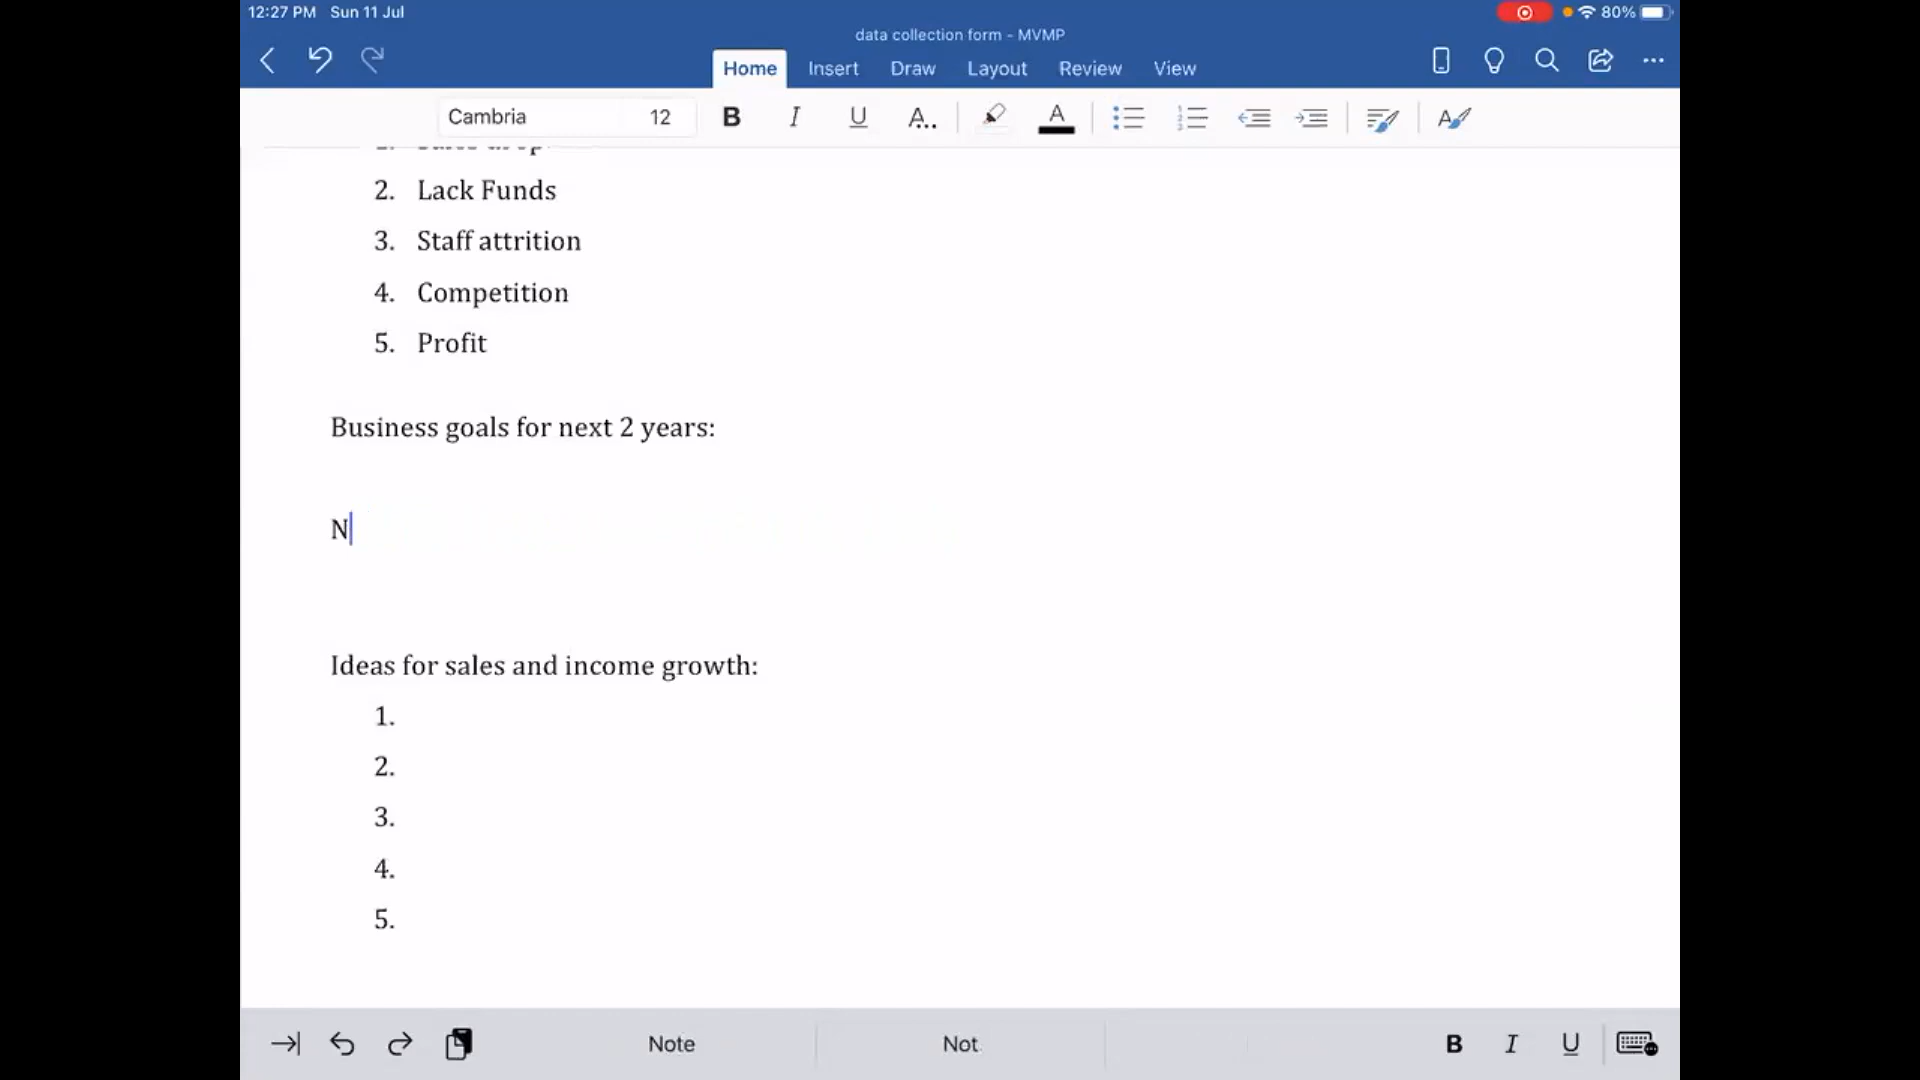 12:27 PM Sun 11 Jul
80%
data collection form - MVMP
Home Insert Draw Layout Review View
Cambria 12 B I U A..
A
2. Lack Funds
3. Staff attrition
4. Competition
5. Profit
Business goals for next 2 years:
N
Ideas for sales and income growth:
1.
2.
3.
4.
5.
Note Not B I U